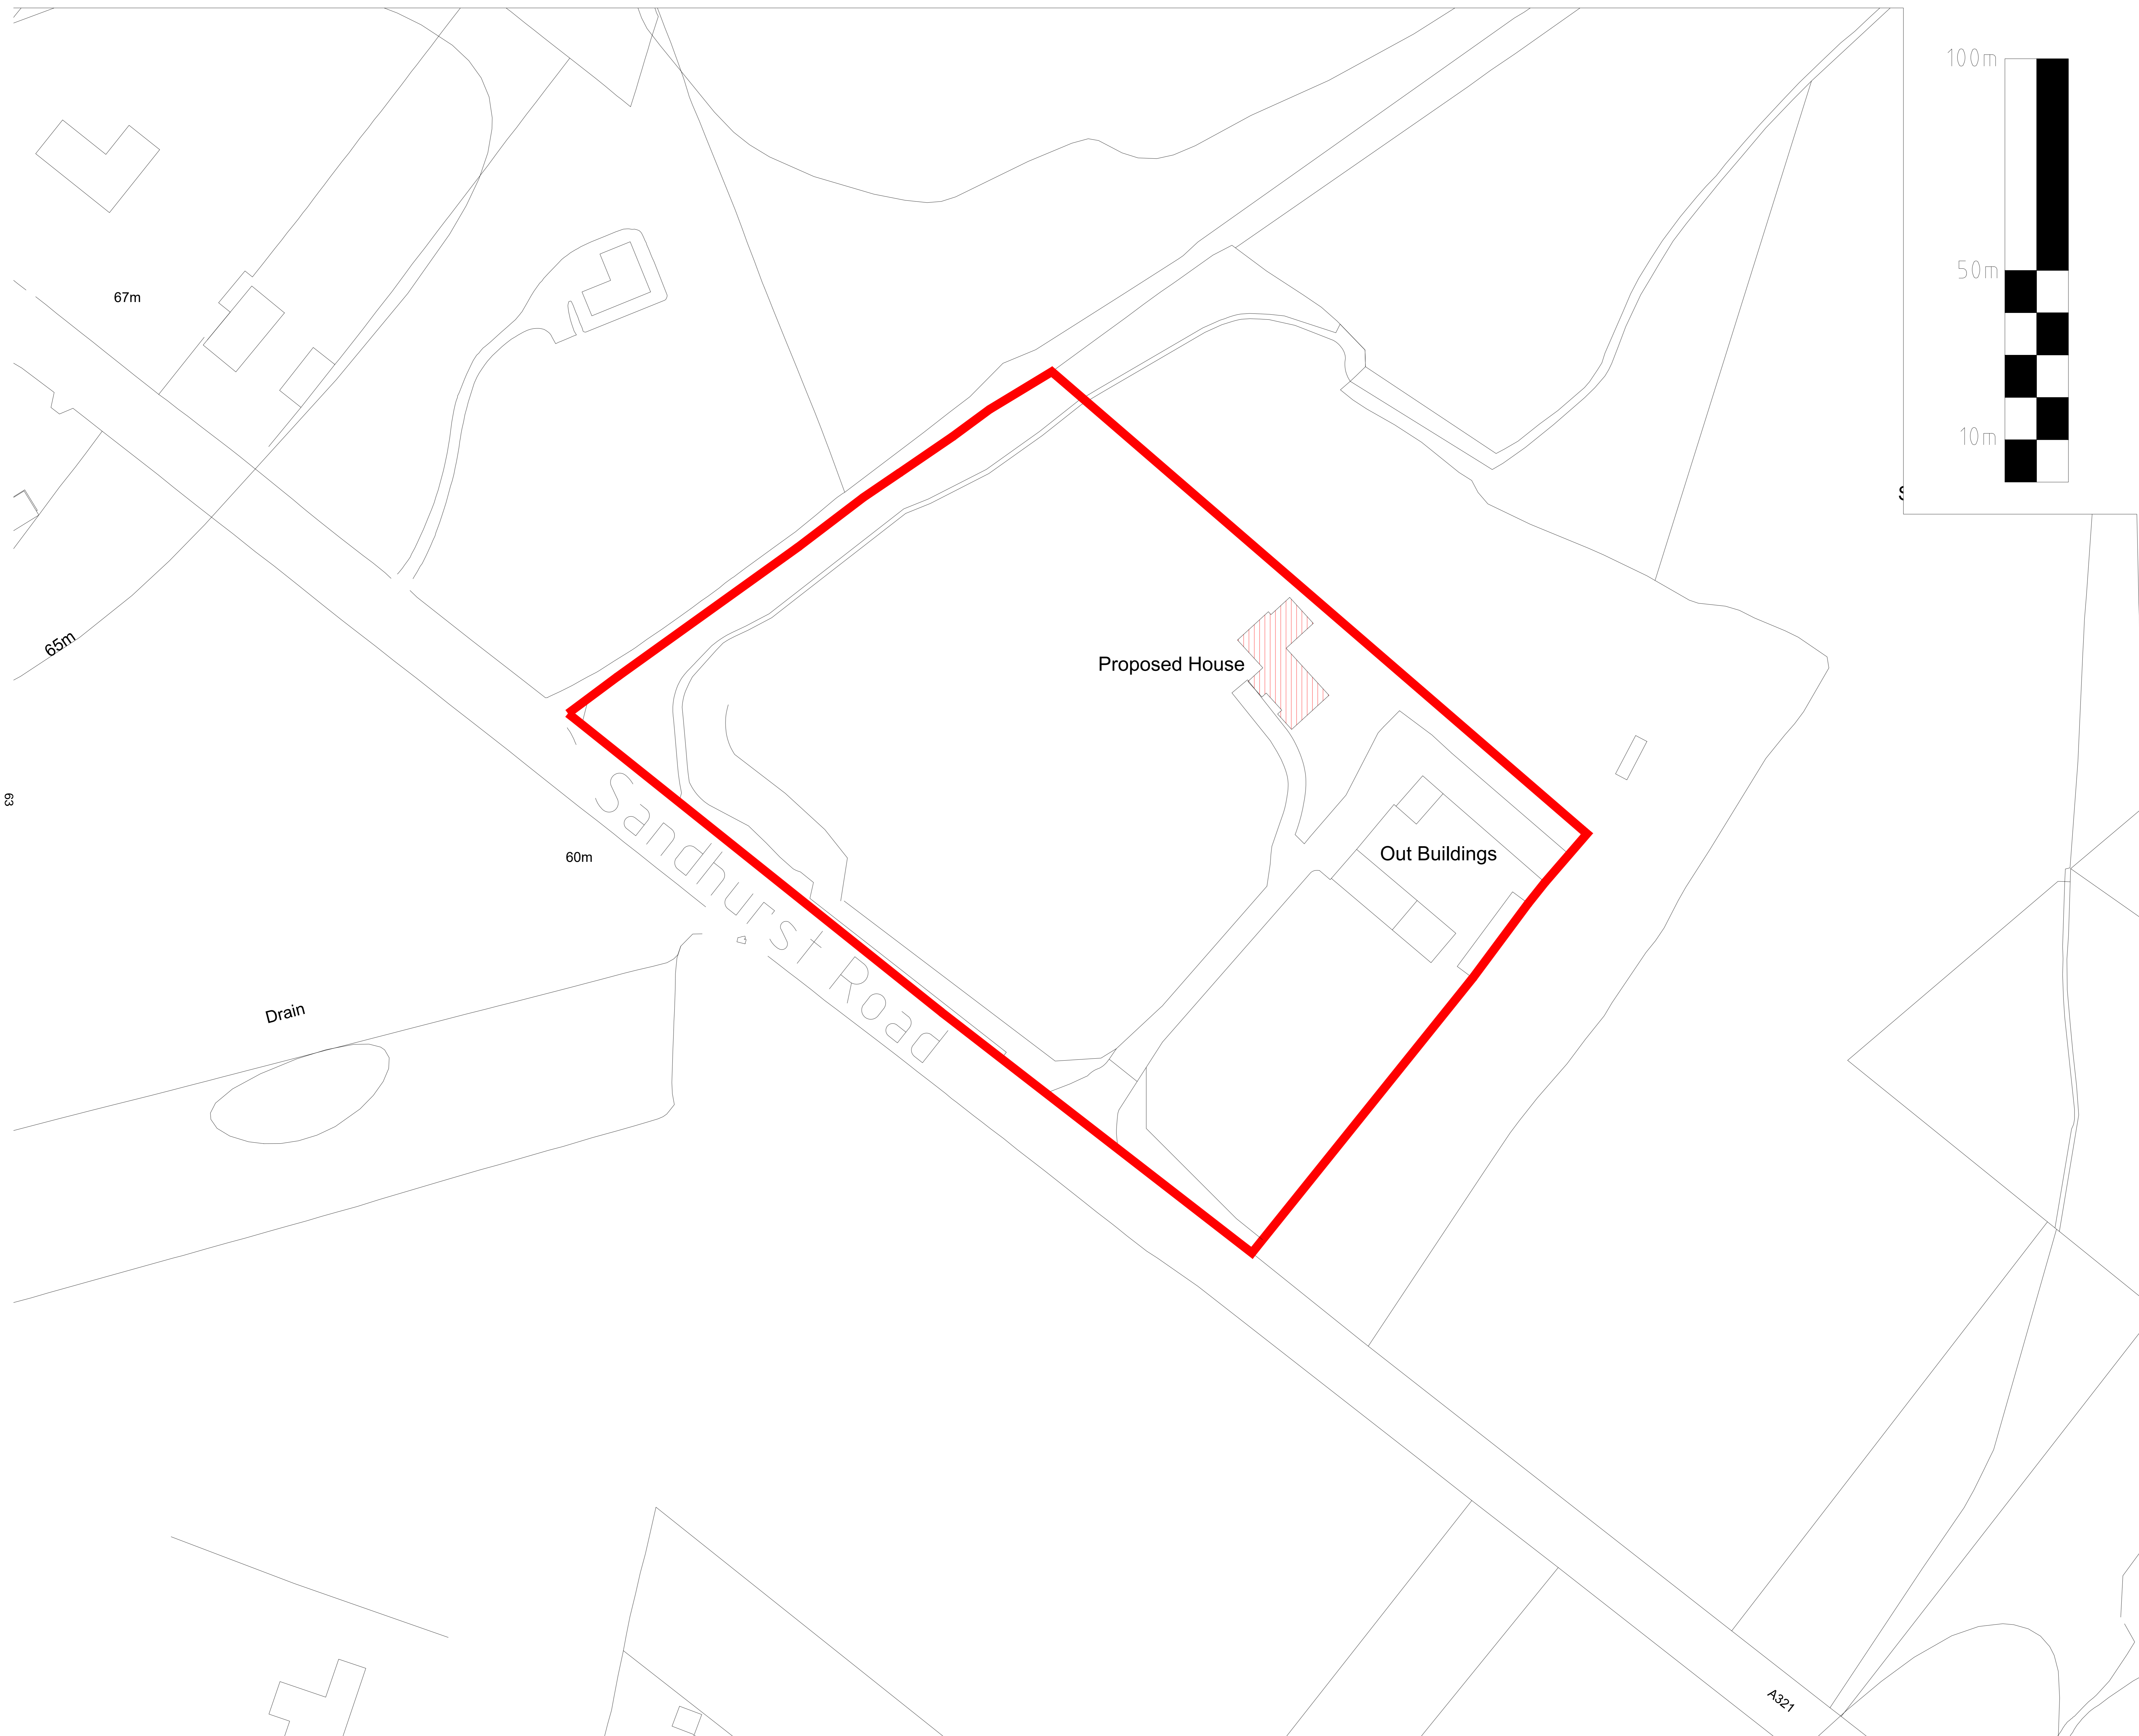 100m
50m
10m
67m
65m
Proposed House
63
60m
Out Buildings
Sandhurst Road
Drain
A321